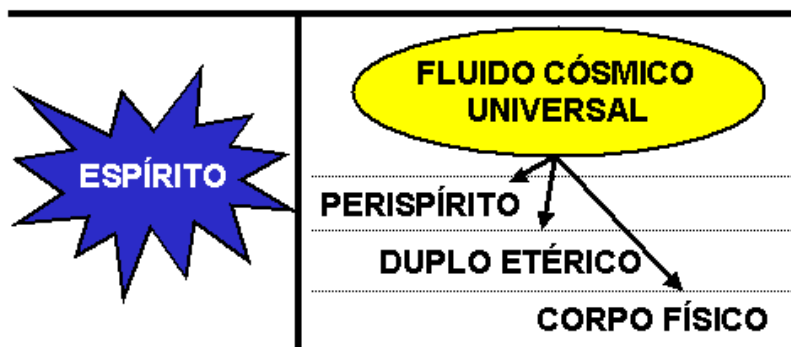 ESPÍRITO
FLUIDO CÓSMICO
UNIVERSAL
PERISPÍRITO
DUPLO ETÉRICO
CORPO FÍSICO